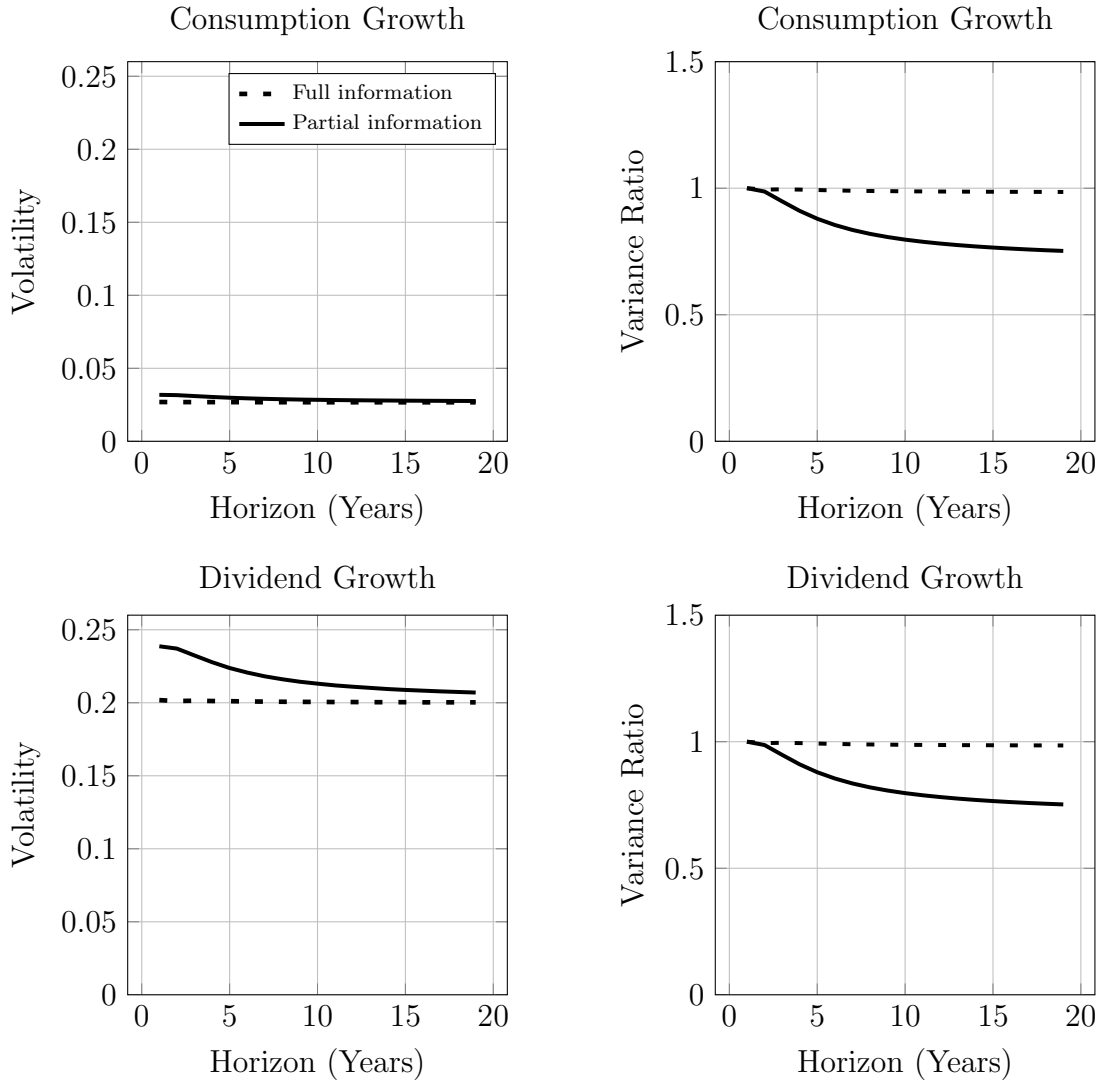 Consumption Growth
0.25
0.2
0.15
0.1
0.05
0
Volatility
Full information
Partial information
0 5 10 15 20
Horizon (Years)
Consumption Growth
1.5
1
0.5
0
Variance Ratio
0 5 10 15 20
Horizon (Years)
Dividend Growth
0.25
0.2
0.15
0.1
0.05
0
Volatility
0 5 10 15 20
Horizon (Years)
Dividend Growth
1.5
1
0.5
0
Variance Ratio
0 5 10 15 20
Horizon (Years)